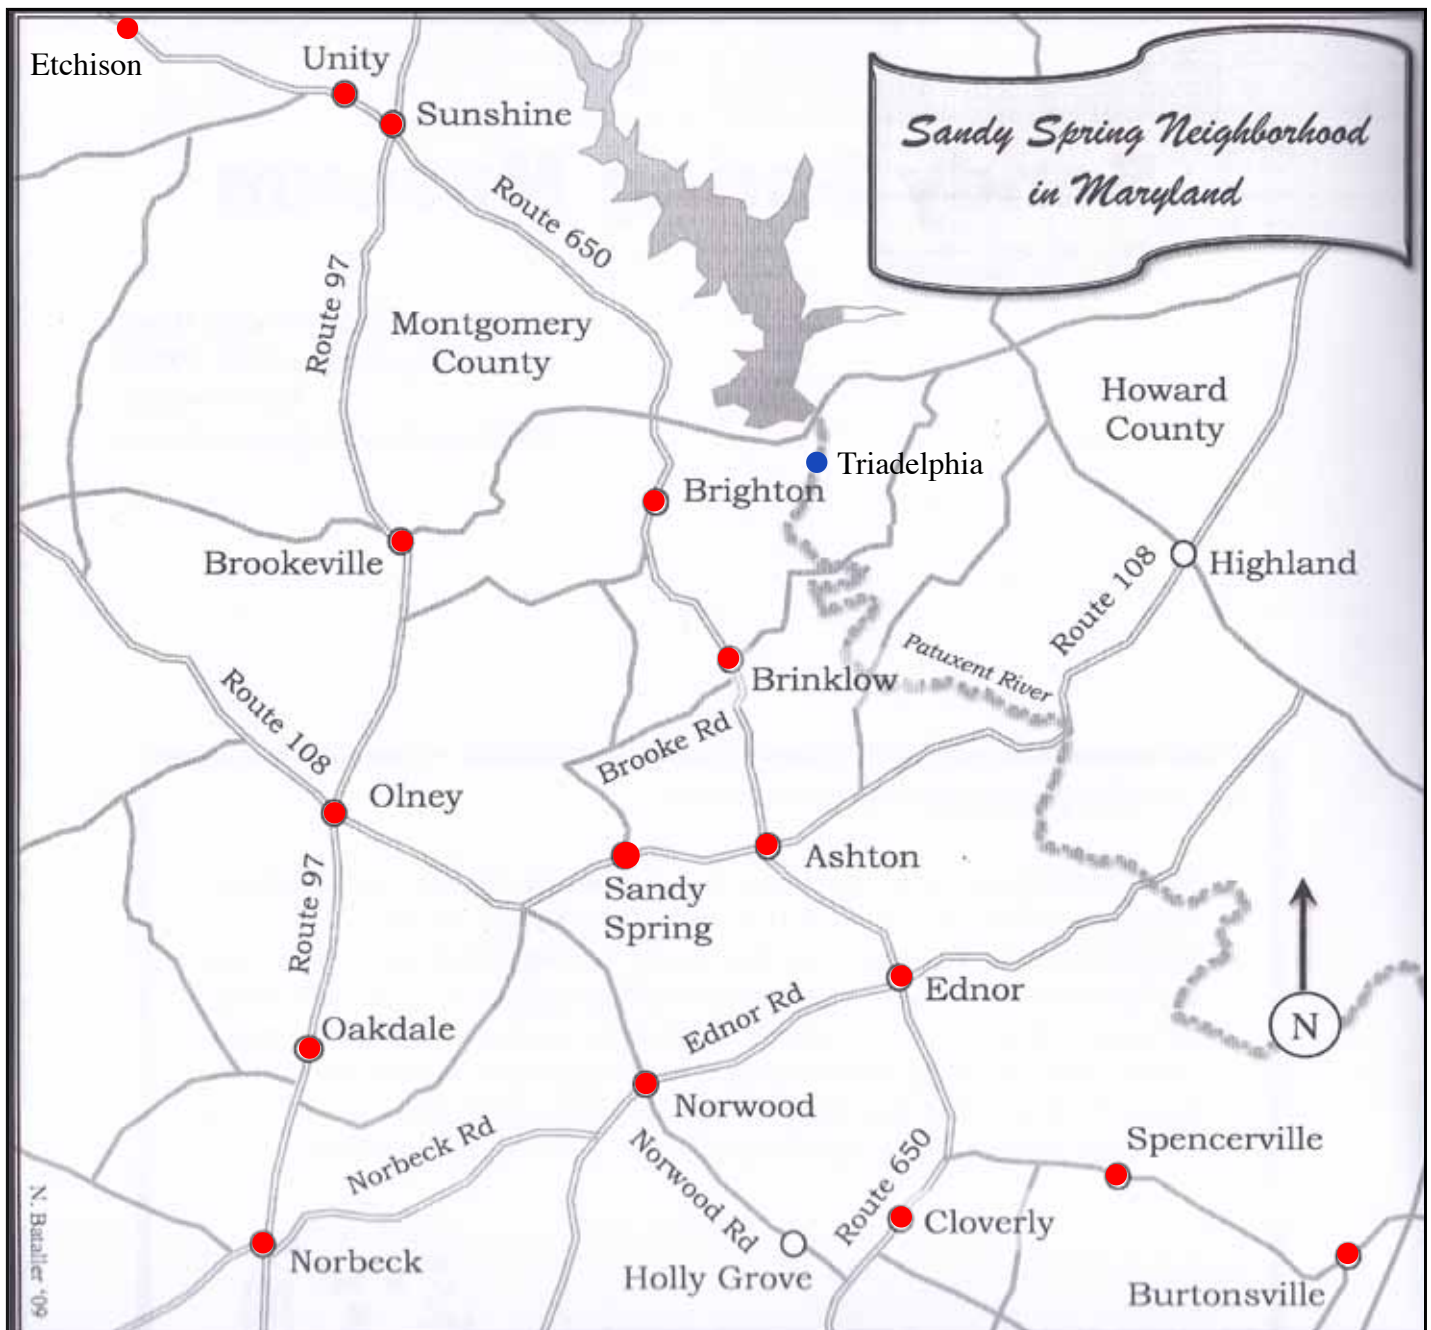 Etchison
Unity
Sunshine
Sandy Spring Neighborhood
in Maryland
Route 650
Route 97
Montgomery
County
Howard
County
Triadelphia
Brighton
Brookeville
Highland
Route 108
Patuxent River
Brinklow
Route 108
Brooke Rd
Olney
Ashton
Sandy
Spring
Route 97
Ednor
Ednor Rd
Oakdale
N
Norwood
Norbeck Rd
Spencerville
Norwood Rd
Route 650
Cloverly
Norbeck
Holly Grove
Burtonsville
N. Bataller '09